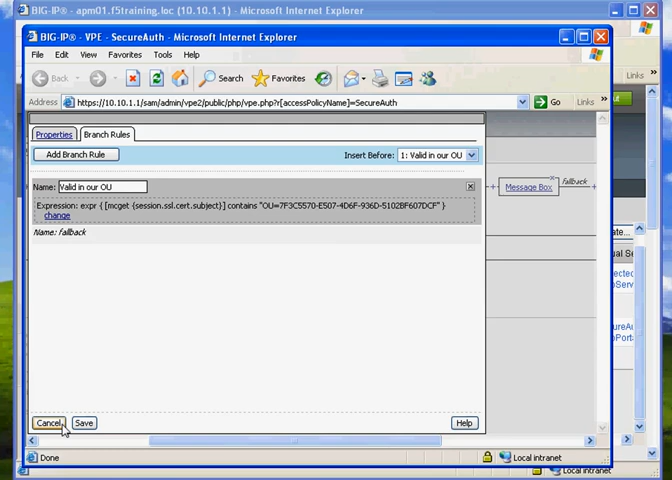 BIG-IP® - apm01.f5training.loc (10.10.1.1) - Microsoft Internet Explorer
BIG-IP® - VPE - SecureAuth - Microsoft Internet Explorer
File Edit View Favorites Tools Help
Back Search Favorites Links »
Address https://10.10.1.1/sam/admin/vpe2/public/php/vpe.php?r[accessPolicyName]=SecureAuth Go Links »
Properties Branch Rules
Add Branch Rule Insert Before: 1: Valid in our OU
Name: Valid in our OU
Message Box fallback
Expression: expr { [mcget {session.ssl.cert.subject}] contains "OU=7F3C5570-E507-4D6F-936D-5102BF607DCF" }
change
Name: fallback
ate...
Cancel Save Help
Done Local intranet
Local intranet